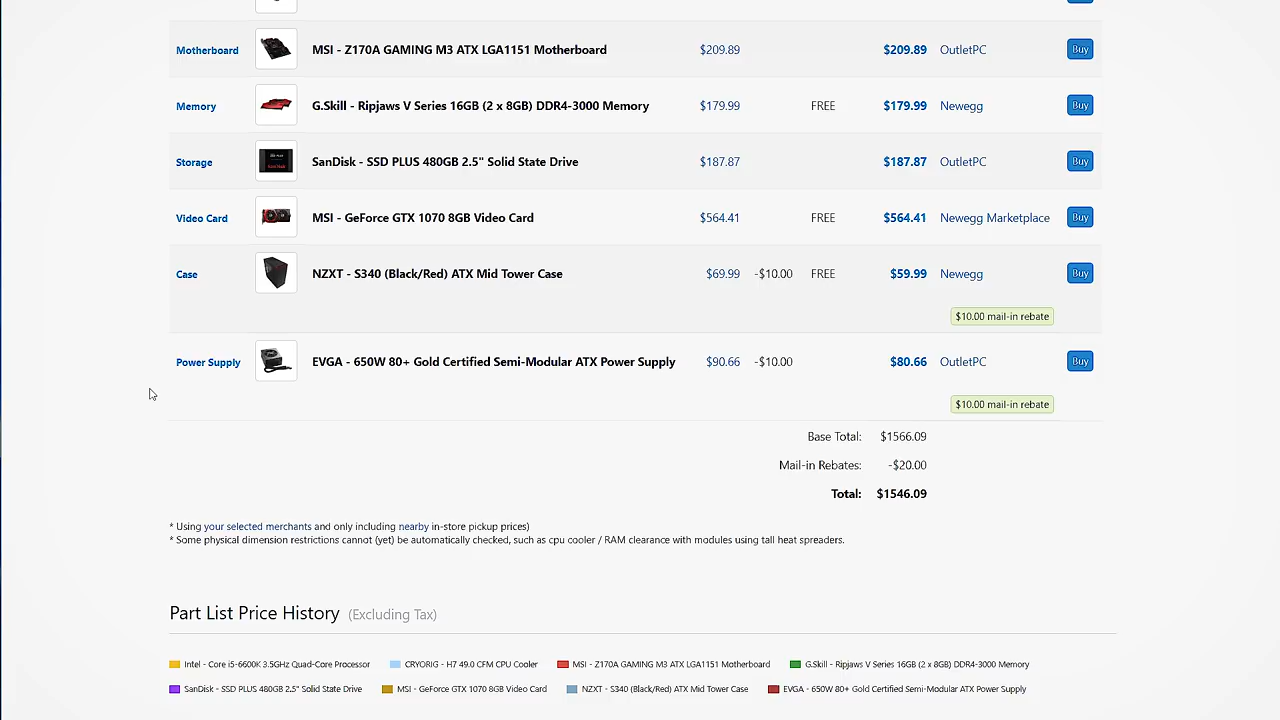 Motherboard MSI - Z170A GAMING M3 ATX LGA1151 Motherboard $209.89 $209.89 OutletPC Buy
Memory G.Skill - Ripjaws V Series 16GB (2 x 8GB) DDR4-3000 Memory $179.99 FREE $179.99 Newegg Buy
Storage SanDisk - SSD PLUS 480GB 2.5" Solid State Drive $187.87 $187.87 OutletPC Buy
Video Card MSI - GeForce GTX 1070 8GB Video Card $564.41 FREE $564.41 Newegg Marketplace Buy
Case NZXT - S340 (Black/Red) ATX Mid Tower Case $69.99 -$10.00 FREE $59.99 Newegg Buy
$10.00 mail-in rebate
Power Supply EVGA - 650W 80+ Gold Certified Semi-Modular ATX Power Supply $90.66 -$10.00 $80.66 OutletPC Buy
$10.00 mail-in rebate
Base Total: $1566.09
Mail-in Rebates: -$20.00
Total: $1546.09
* Using your selected merchants and only including nearby in-store pickup prices)
* Some physical dimension restrictions cannot (yet) be automatically checked, such as cpu cooler / RAM clearance with modules using tall heat spreaders.
Part List Price History (Excluding Tax)
Intel - Core i5-6600K 3.5GHz Quad-Core Processor CRYORIG - H7 49.0 CFM CPU Cooler MSI - Z170A GAMING M3 ATX LGA1151 Motherboard G.Skill - Ripjaws V Series 16GB (2 x 8GB) DDR4-3000 Memory
SanDisk - SSD PLUS 480GB 2.5" Solid State Drive MSI - GeForce GTX 1070 8GB Video Card NZXT - S340 (Black/Red) ATX Mid Tower Case EVGA - 650W 80+ Gold Certified Semi-Modular ATX Power Supply